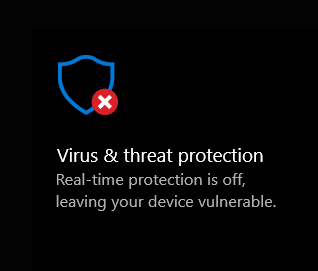 Virus & threat protection
Real-time protection is off,
leaving your device vulnerable.